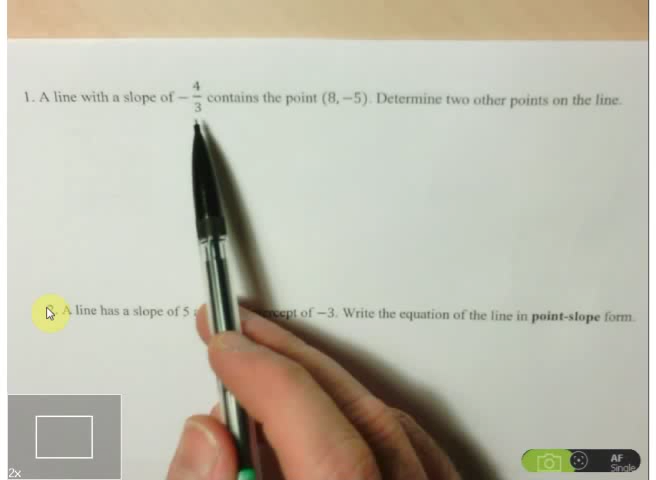 1. A line with a slope of −4/3 contains the point (8, −5). Determine two other points on the line.
A line has a slope of 5 of −3. Write the equation of the line in point-slope form.
2x
AF
Single